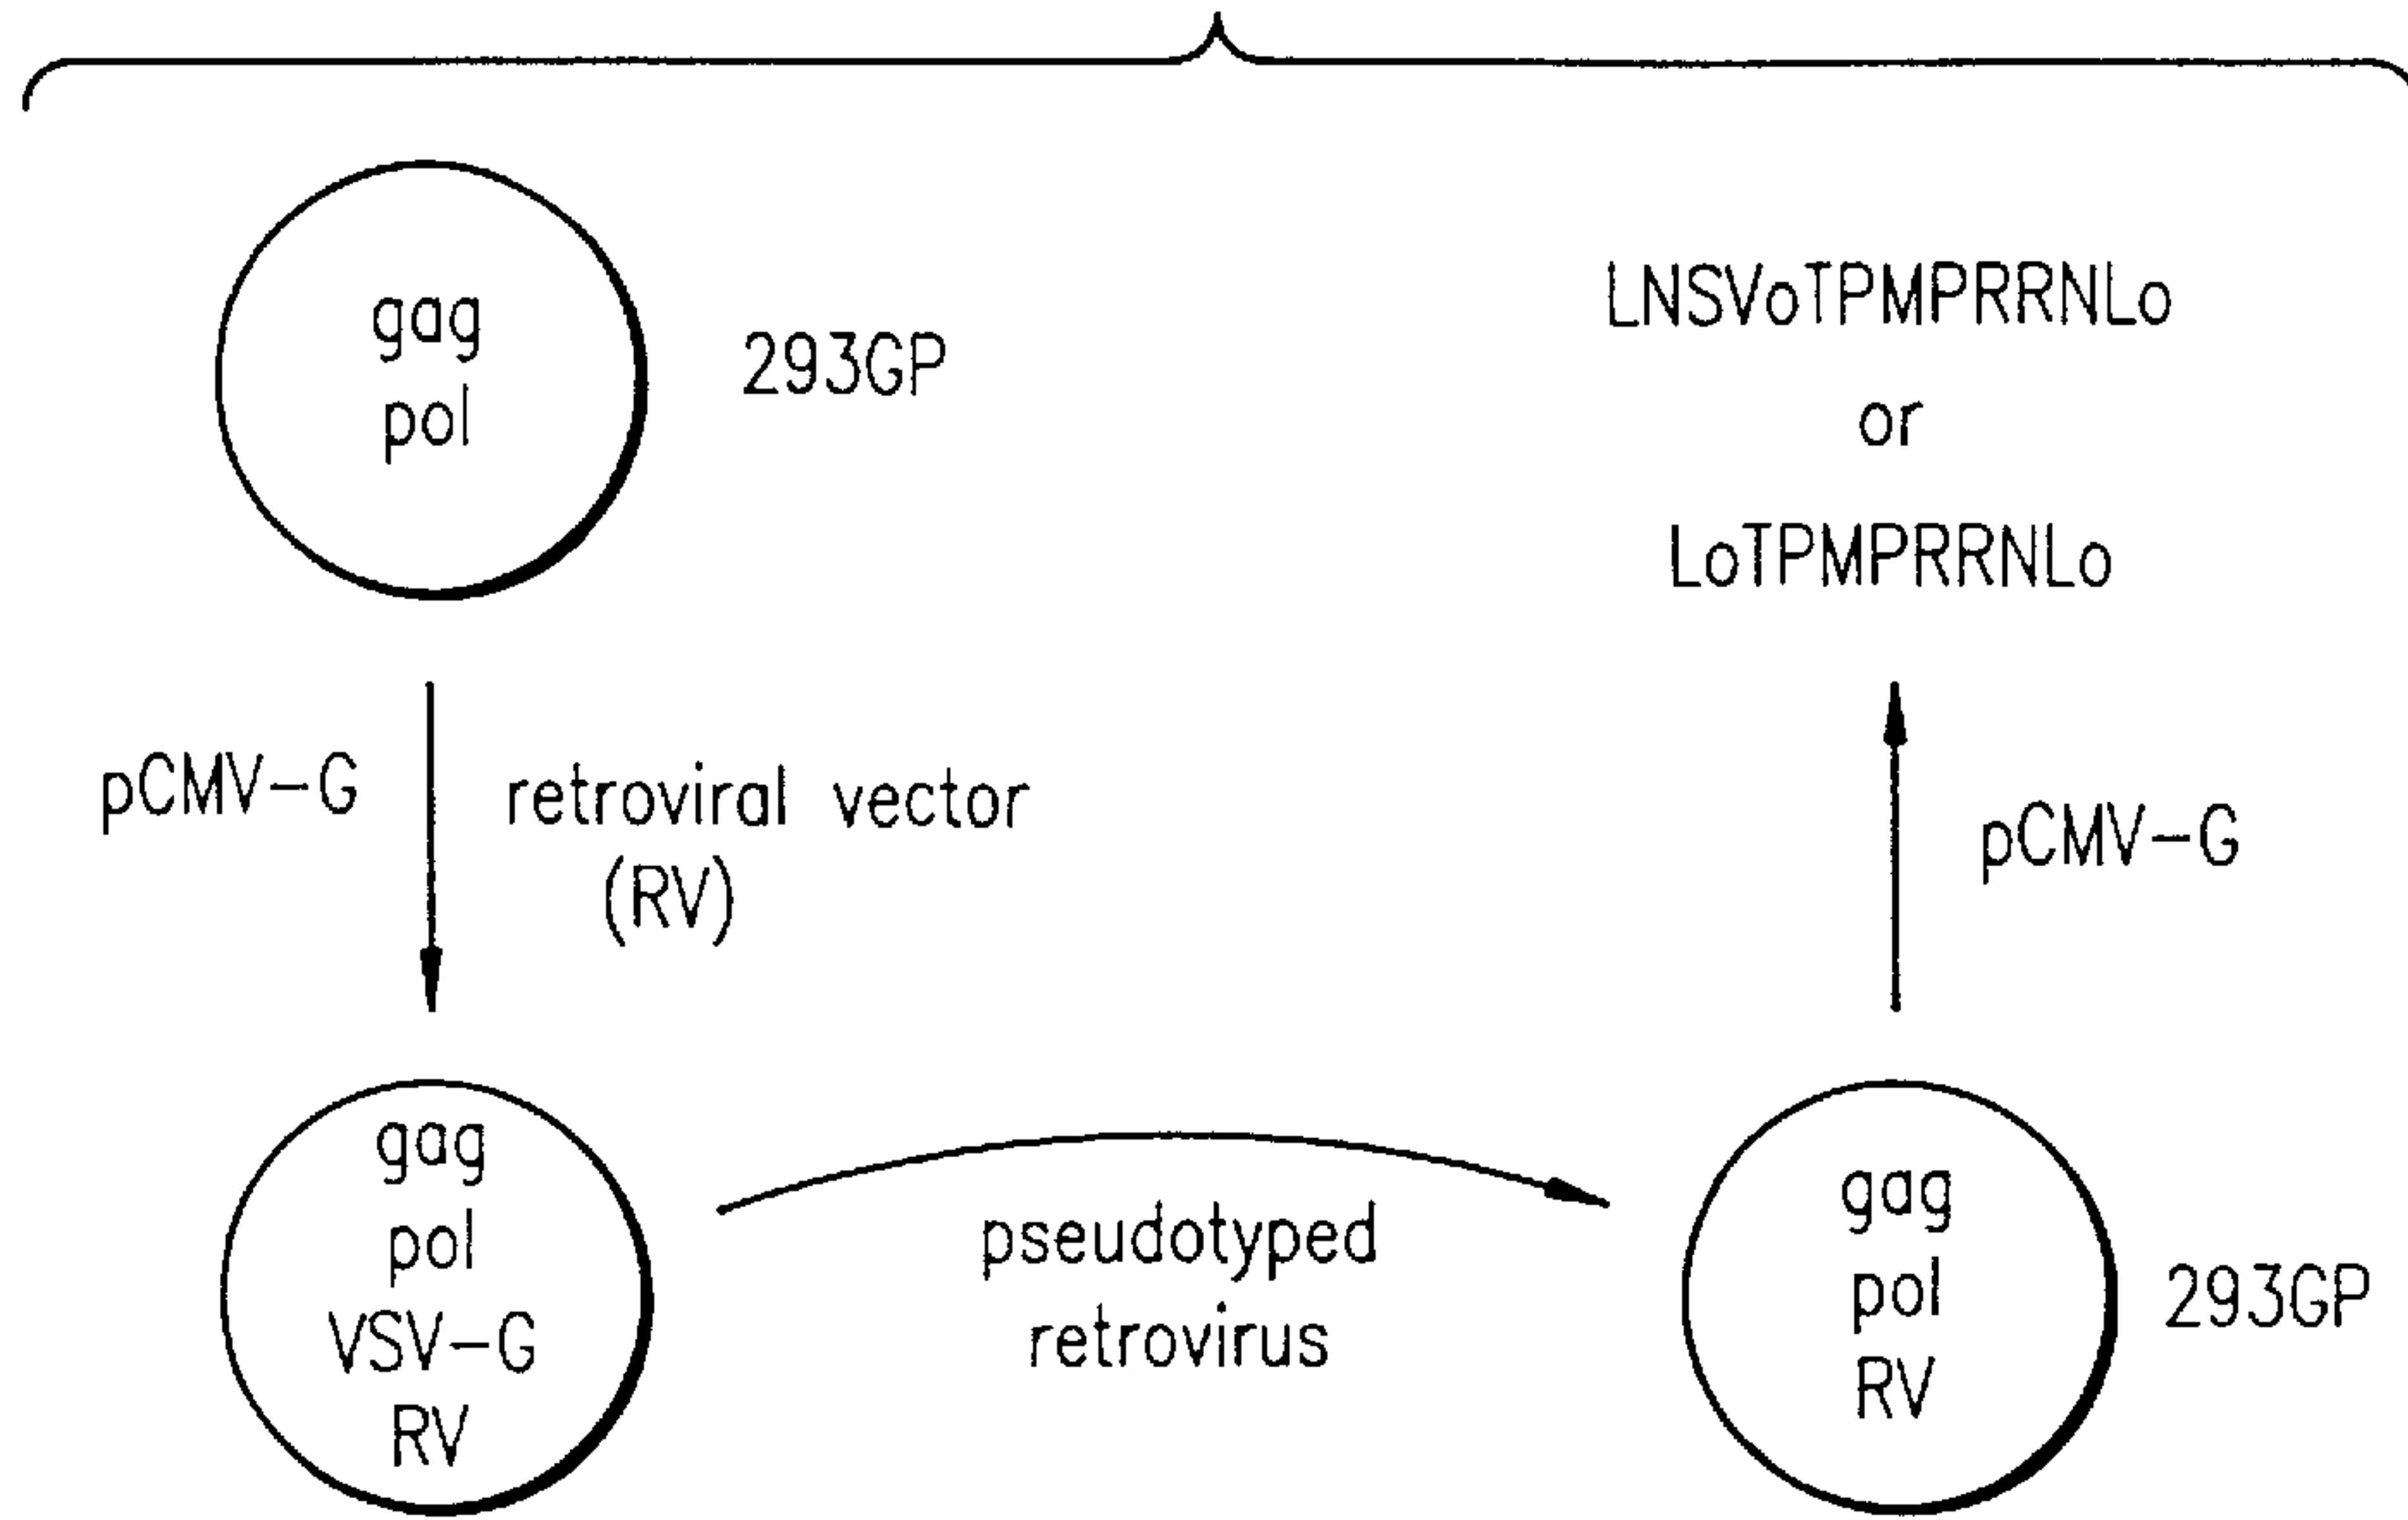 gag
pol
293GP
LNSVoTPMPRRNLo
or
LoTPMPRRNLo
pCMV-G
retroviral vector
(RV)
pCMV-G
gag
pol
VSV-G
RV
pseudotyped
retrovirus
gag
pol
RV
293GP